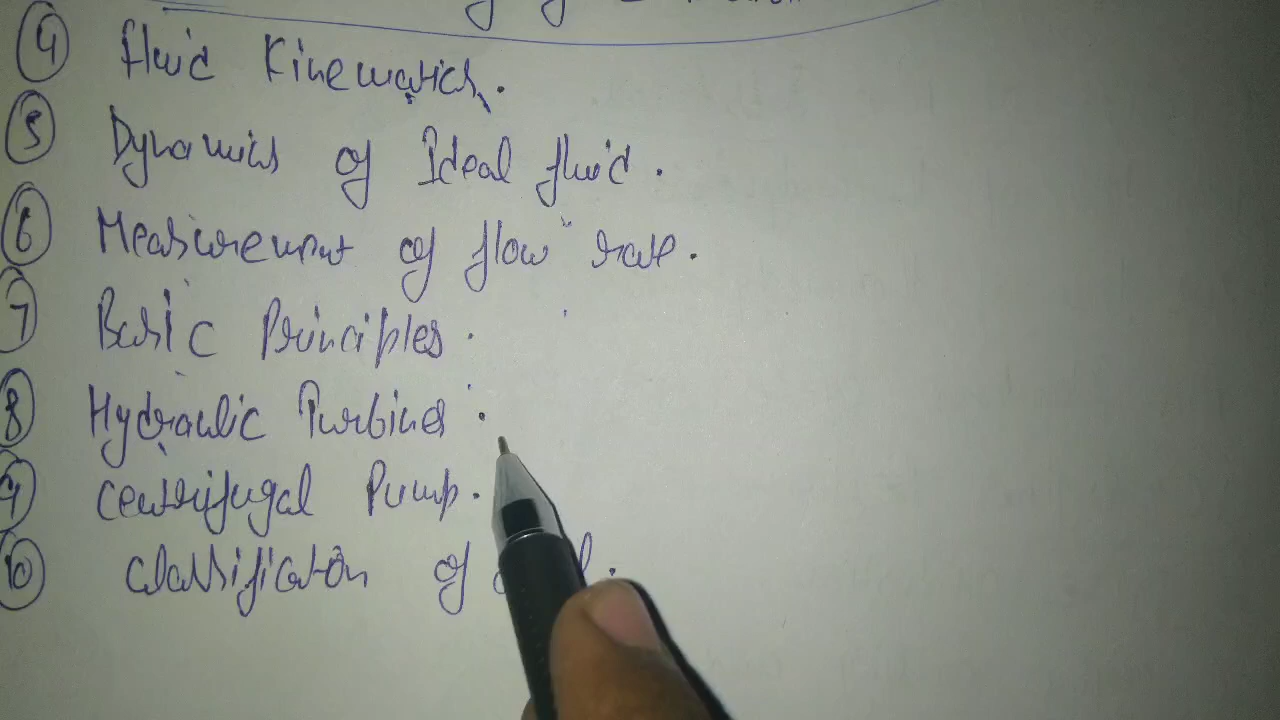 4 Fluid Kinematics.
5 Dynamics of Ideal fluid.
6 Measurement of flow rate.
7 Basic Principles.
8 Hydraulic Turbines.
9 Centrifugal Pump.
10 classification of